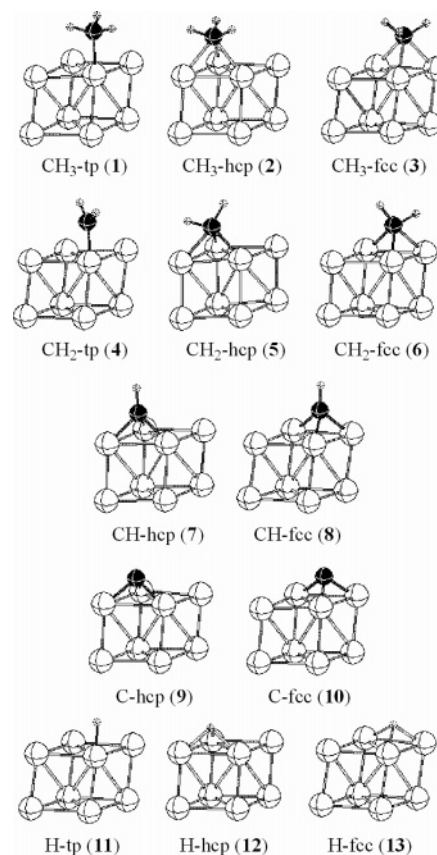 CH₃-tp (1) CH₃-hcp (2) CH₃-fcc (3)
CH₂-tp (4) CH₂-hcp (5) CH₂-fcc (6)
CH-hcp (7) CH-fcc (8)
C-hcp (9) C-fcc (10)
H-tp (11) H-hcp (12) H-fcc (13)